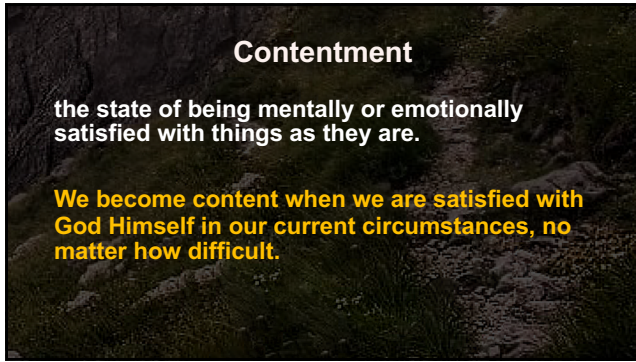 Contentment
the state of being mentally or emotionally
satisfied with things as they are.
We become content when we are satisfied with
God Himself in our current circumstances, no
matter how difficult.